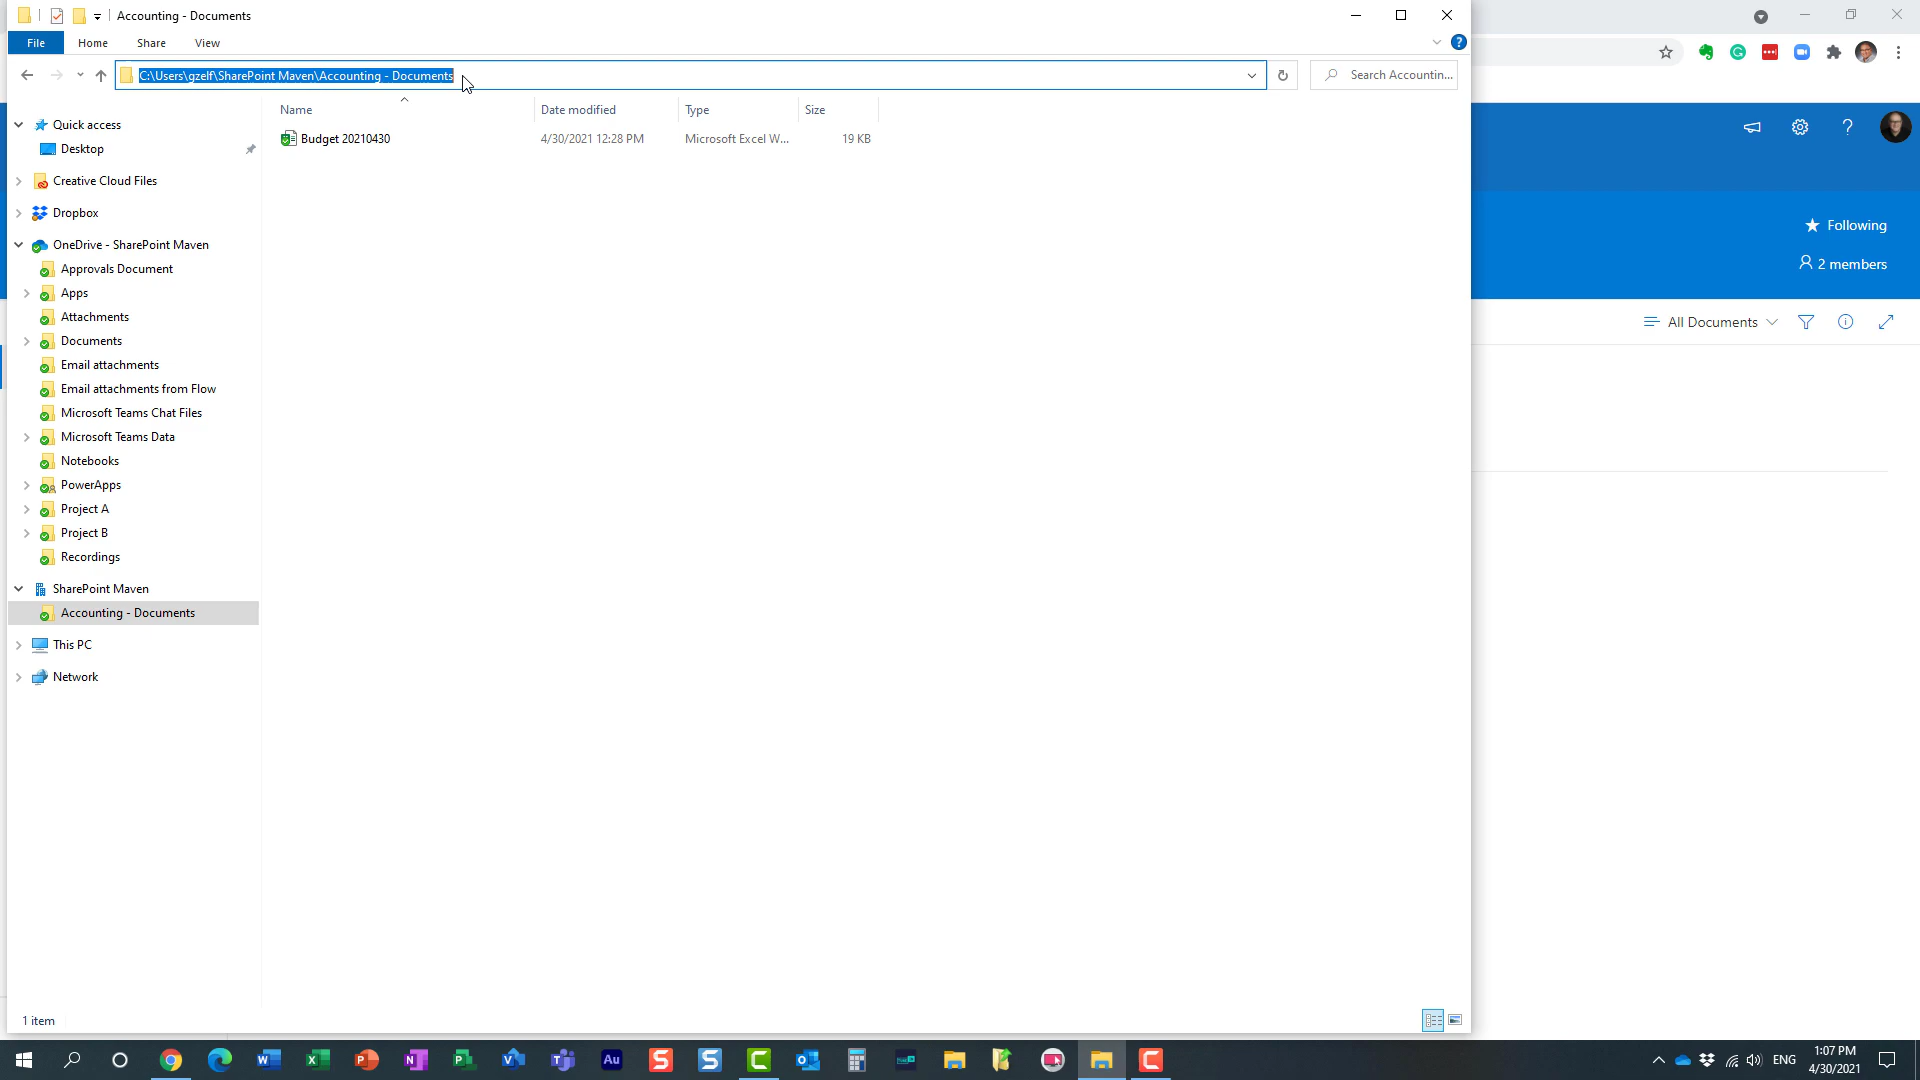 Accounting - Documents
File Home Share View
C:\Users\gzelf\SharePoint Maven\Accounting - Documents
Search Accountin...
Name Date modified Type Size
Budget 20210430 4/30/2021 12:28 PM Microsoft Excel W... 19 KB
Quick access
Desktop
Creative Cloud Files
Dropbox
OneDrive - SharePoint Maven
Approvals Document
Apps
Attachments
Documents
Email attachments
Email attachments from Flow
Microsoft Teams Chat Files
Microsoft Teams Data
Notebooks
PowerApps
Project A
Project B
Recordings
SharePoint Maven
Accounting - Documents
This PC
Network
1 item
Following
2 members
All Documents
Au
ENG
1:07 PM
4/30/2021